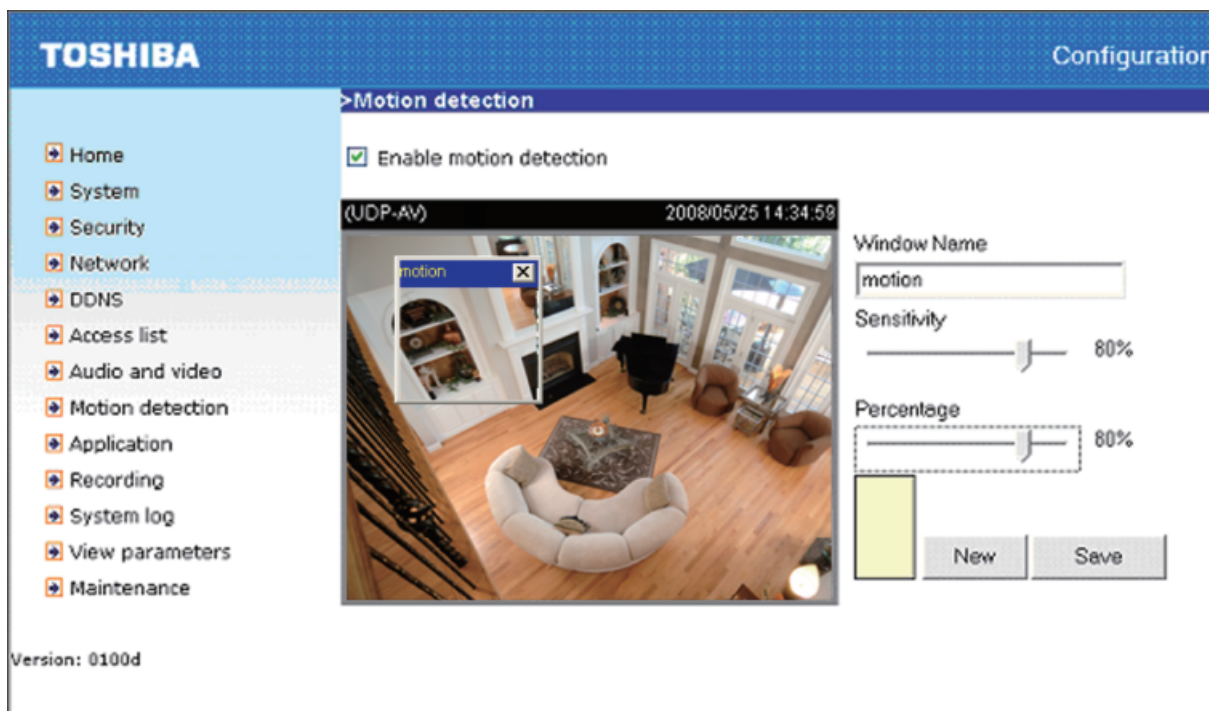 TOSHIBA
Configuration
>Motion detection
Home
System
Security
Network
DDNS
Access list
Audio and video
Motion detection
Application
Recording
System log
View parameters
Maintenance
Version: 0100d
Enable motion detection
(UDP-AV) 2008/05/25 14:34:59
motion
Window Name
motion
Sensitivity
80%
Percentage
80%
New Save